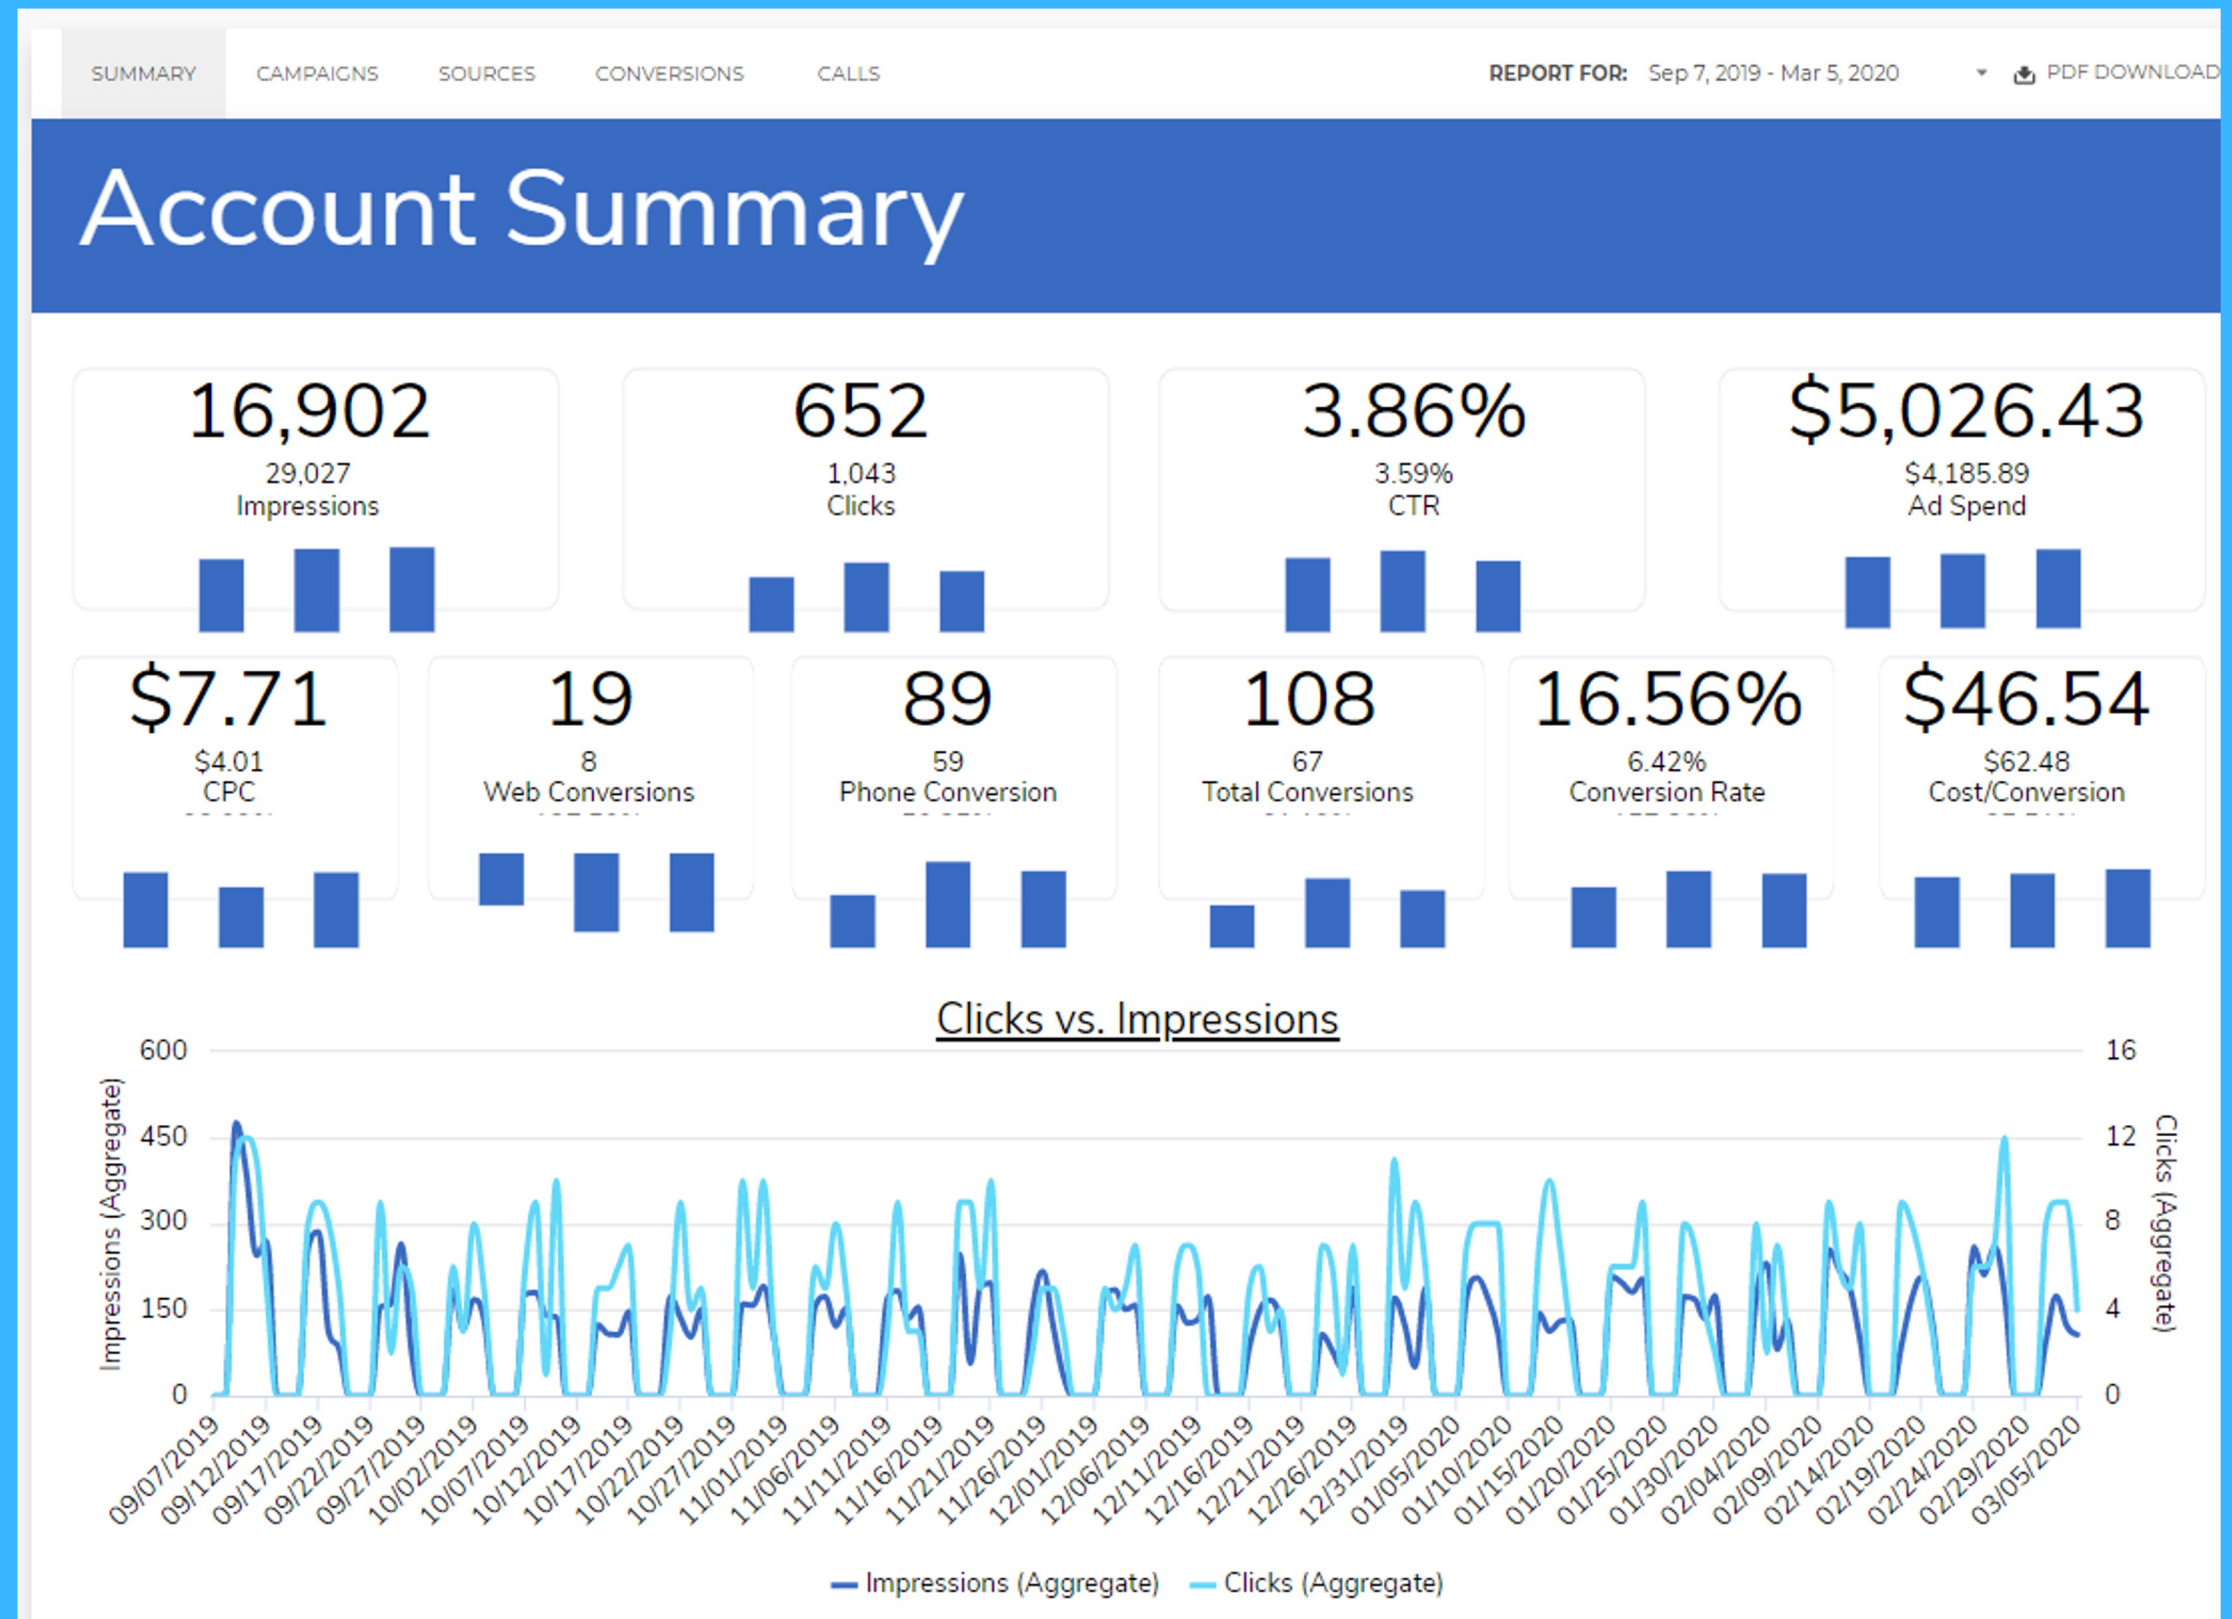 SUMMARY CAMPAIGNS SOURCES CONVERSIONS CALLS REPORT FOR: Sep 7, 2019 - Mar 5, 2020 PDF DOWNLOAD
Account Summary
16,902 652 3.86% $5,026.43
29,027 1,043 3.59% $4,185.89
Impressions Clicks CTR Ad Spend
$7.71 19 89 108 16.56% $46.54
$4.01 8 59 67 6.42% $62.48
CPC Web Conversions Phone Conversion Total Conversions Conversion Rate Cost/Conversion
Clicks vs. Impressions
600 16
450 12
300 8
150 4
0 0
Impressions (Aggregate)
Clicks (Aggregate)
09/07/2019 09/12/2019 09/17/2019 09/22/2019 09/27/2019 10/02/2019 10/07/2019 10/12/2019 10/17/2019 10/22/2019 10/27/2019 11/01/2019 11/06/2019 11/11/2019 11/16/2019 11/21/2019 11/26/2019 12/01/2019 12/06/2019 12/11/2019 12/16/2019 12/21/2019 12/26/2019 12/31/2019 01/05/2020 01/10/2020 01/15/2020 01/20/2020 01/25/2020 01/30/2020 02/04/2020 02/09/2020 02/14/2020 02/19/2020 02/24/2020 02/29/2020 03/05/2020
Impressions (Aggregate) Clicks (Aggregate)